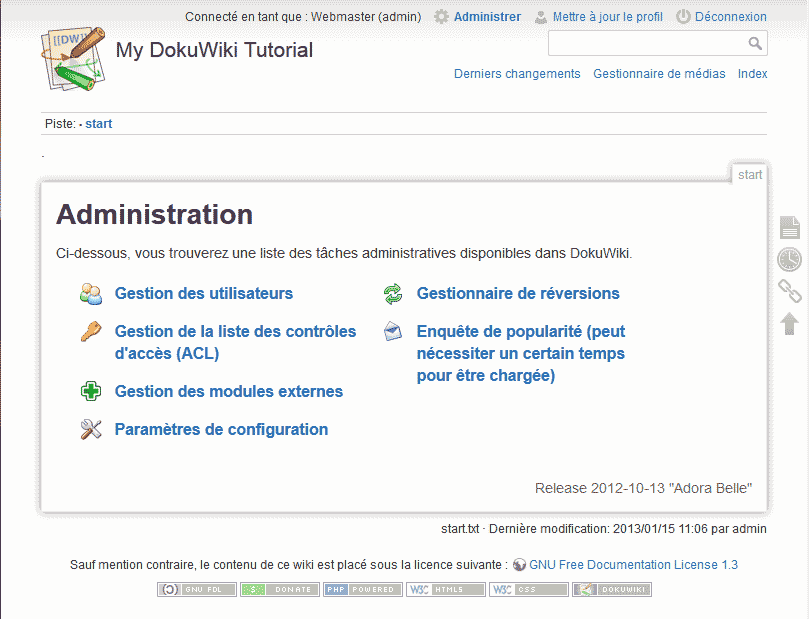 Connecté en tant que : Webmaster (admin) Administrer Mettre à jour le profil Déconnexion
[[DW]]
My DokuWiki Tutorial
Derniers changements Gestionnaire de médias Index
Piste: • start
.
start
Administration
Ci-dessous, vous trouverez une liste des tâches administratives disponibles dans DokuWiki.
Gestion des utilisateurs
Gestion de la liste des contrôles
d'accès (ACL)
Gestion des modules externes
Paramètres de configuration
Gestionnaire de réversions
Enquête de popularité (peut
nécessiter un certain temps
pour être chargée)
Release 2012-10-13 "Adora Belle"
start.txt · Dernière modification: 2013/01/15 11:06 par admin
Sauf mention contraire, le contenu de ce wiki est placé sous la licence suivante : GNU Free Documentation License 1.3
GNU FDL $ DONATE PHP POWERED W3C HTML5 W3C CSS DOKUWIKI